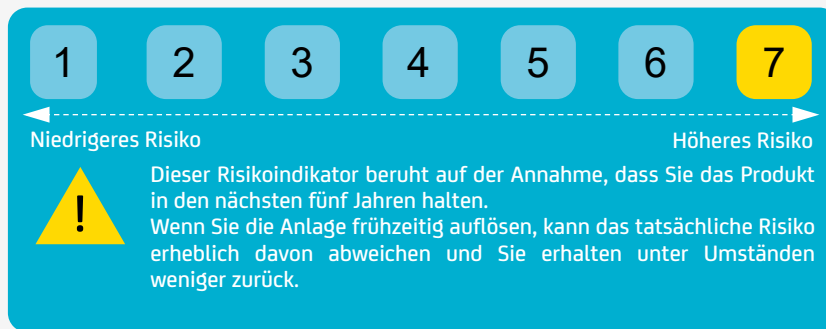 1 2 3 4 5 6 7
Niedrigeres Risiko Höheres Risiko
Dieser Risikoindikator beruht auf der Annahme, dass Sie das Produkt
in den nächsten fünf Jahren halten.
Wenn Sie die Anlage frühzeitig auflösen, kann das tatsächliche Risiko
erheblich davon abweichen und Sie erhalten unter Umständen
weniger zurück.
!